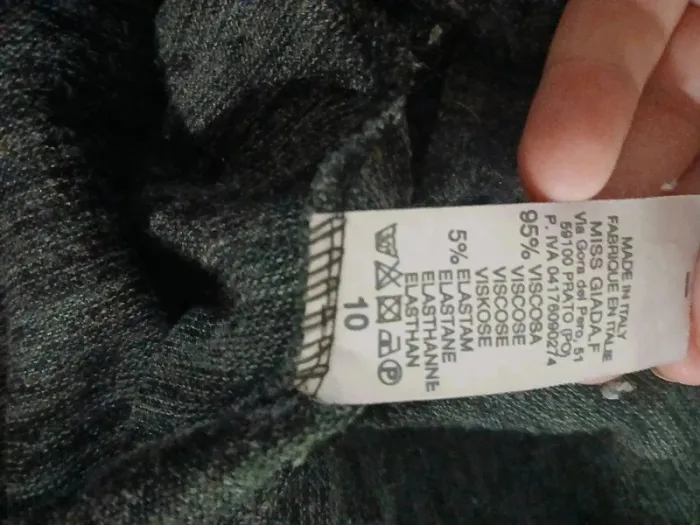 MADE IN ITALY
FABRIQUE EN ITALIE
MISS GIADA.F
Via Gora del Pero, 51
59100 PRATO (PO)
P. IVA 04178090274
95% VISCOSA
VISCOSE
VISCOSE
VISKOSE
5% ELASTAM
ELASTANE
ELASTHANNE
ELASTHAN
P
10